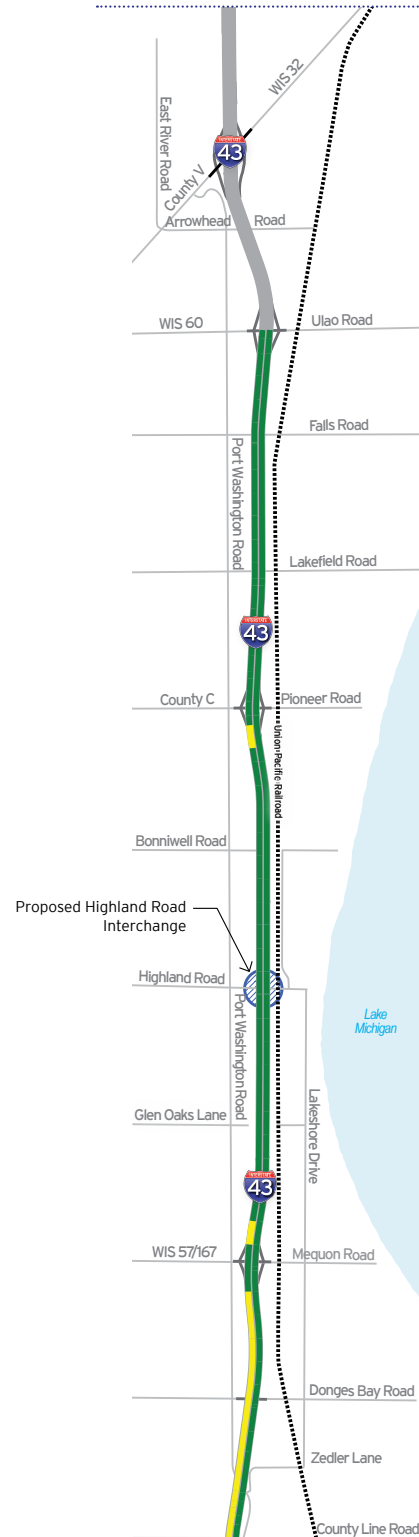 WIS 32
INTERSTATE
43
East River Road
County V
Arrowhead Road
WIS 60
Ulao Road
Falls Road
Port Washington Road
Lakefield Road
INTERSTATE
43
County C
Pioneer Road
Union Pacific Railroad
Bonniwell Road
Proposed Highland Road
Interchange
Highland Road
Port Washington Road
Lake
Michigan
Glen Oaks Lane
Lakeshore Drive
INTERSTATE
43
WIS 57/167
Mequon Road
Donges Bay Road
Zedler Lane
County Line Road